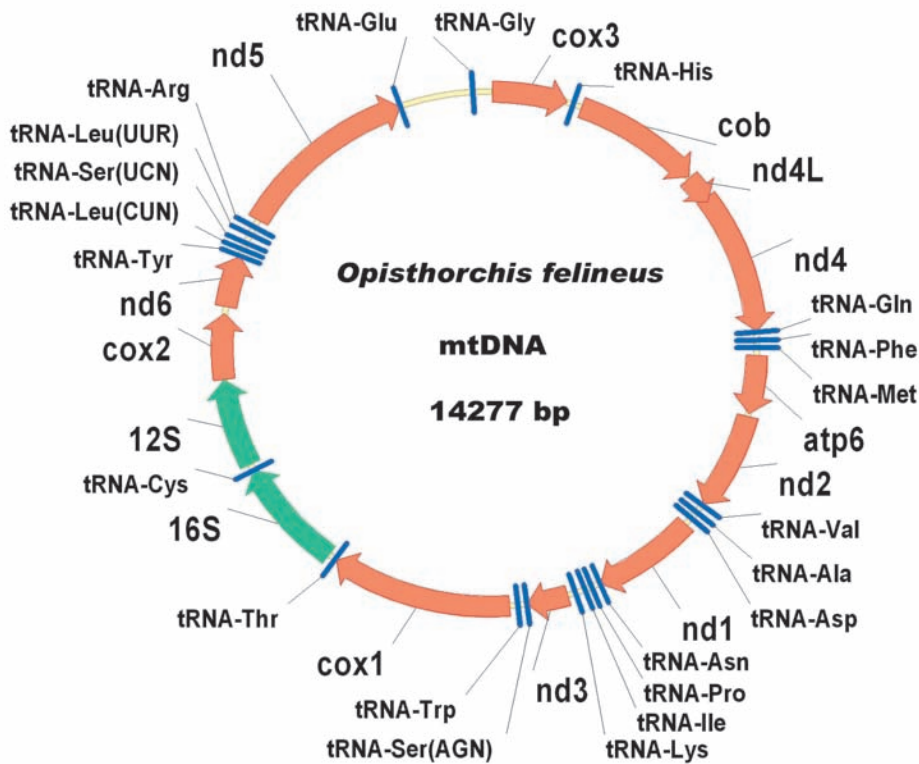 tRNA-Glu
tRNA-Gly
cox3
tRNA-His
cob
nd4L
nd4
tRNA-Gln
tRNA-Phe
tRNA-Met
atp6
nd2
tRNA-Val
tRNA-Ala
tRNA-Asp
nd1
tRNA-Asn
tRNA-Pro
tRNA-Ile
tRNA-Lys
nd3
tRNA-Ser(AGN)
tRNA-Trp
cox1
tRNA-Thr
16S
tRNA-Cys
12S
cox2
nd6
tRNA-Tyr
tRNA-Leu(CUN)
tRNA-Ser(UCN)
tRNA-Leu(UUR)
tRNA-Arg
nd5
Opisthorchis felineus
mtDNA
14277 bp